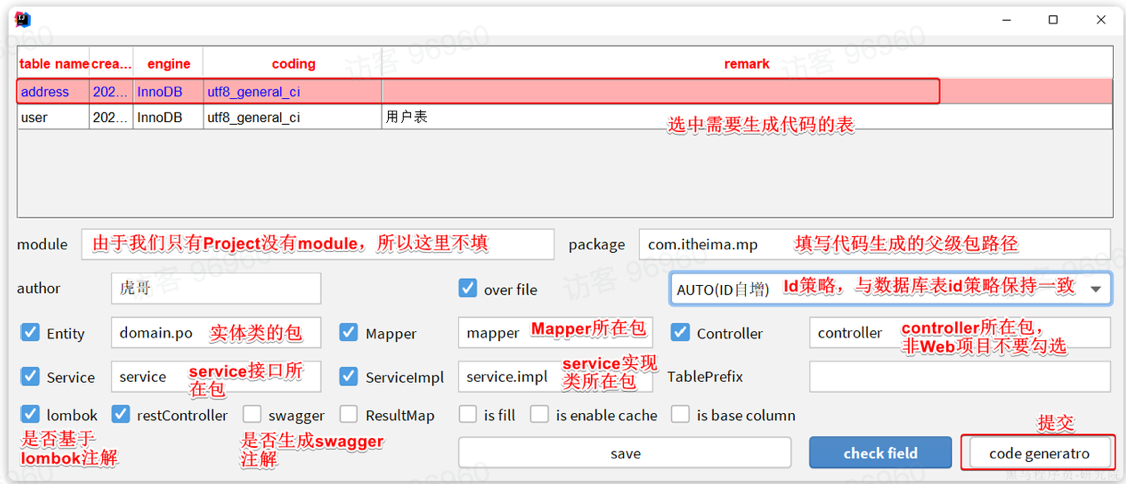 table name crea... engine coding remark
address 202... InnoDB utf8_general_ci
user 202... InnoDB utf8_general_ci 用户表
选中需要生成代码的表
module 由于我们只有Project没有module，所以这里不填 package com.itheima.mp 填写代码生成的父级包路径
author 虎哥 over file AUTO(ID自增) Id策略，与数据库表id策略保持一致
Entity domain.po 实体类的包 Mapper mapper Mapper所在包 Controller controller controller所在包，
非Web项目不要勾选
Service service service接口所
在包 ServiceImpl service.impl service实现
类所在包 TablePrefix
lombok restController swagger ResultMap is fill is enable cache is base column
是否基于
lombok注解
是否生成swagger
注解
提交
save check field code generatro
访客 96960